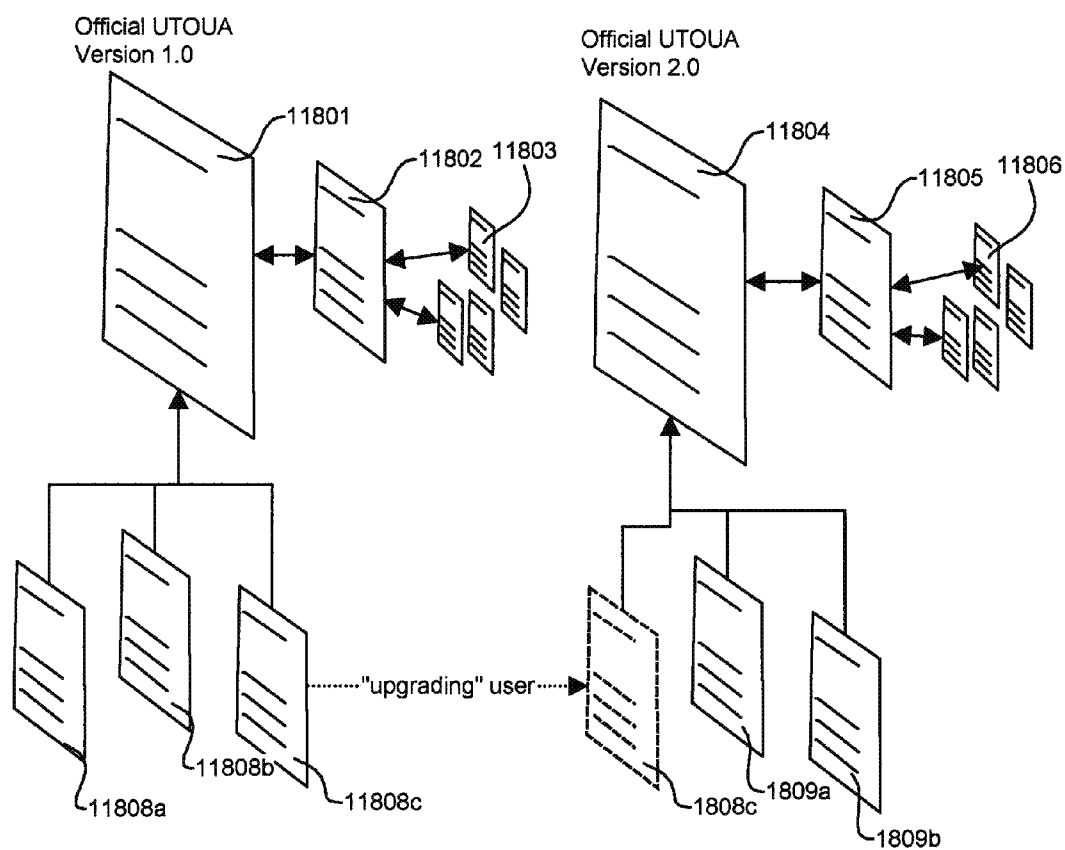 Official UTOUA
Version 1.0
Official UTOUA
Version 2.0
11801
11802
11803
11804
11805
11806
"upgrading" user
11808a
11808b
11808c
1808c
1809a
1809b